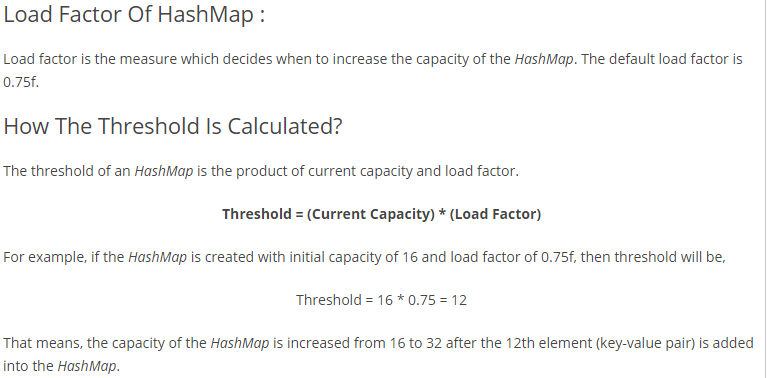 Load Factor Of HashMap :
Load factor is the measure which decides when to increase the capacity of the HashMap. The default load factor is
0.75f.
How The Threshold Is Calculated?
The threshold of an HashMap is the product of current capacity and load factor.
Threshold = (Current Capacity) * (Load Factor)
For example, if the HashMap is created with initial capacity of 16 and load factor of 0.75f, then threshold will be,
Threshold = 16 * 0.75 = 12
That means, the capacity of the HashMap is increased from 16 to 32 after the 12th element (key-value pair) is added
into the HashMap.